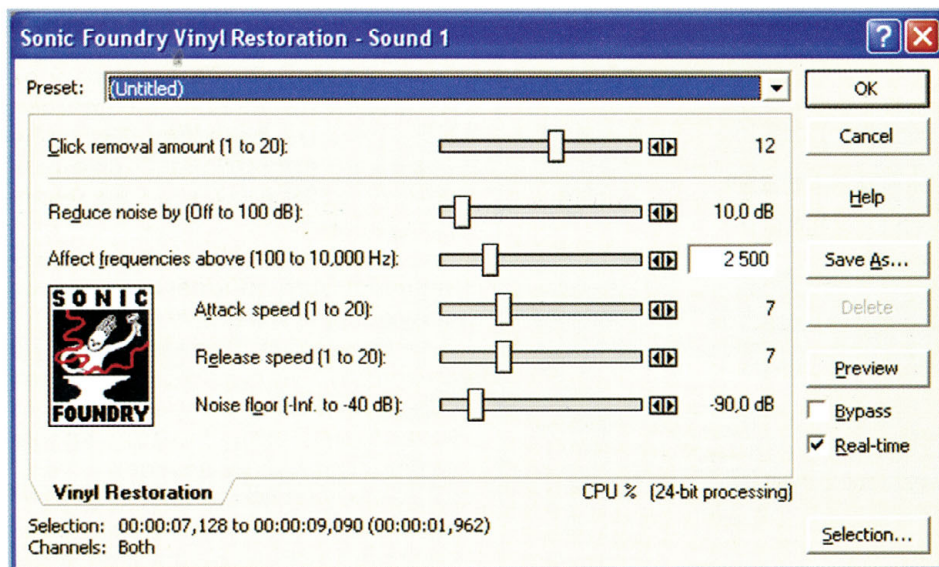 Sonic Foundry Vinyl Restoration - Sound 1
Preset: (Untitled)
OK
Click removal amount (1 to 20): 12
Cancel
Reduce noise by (Off to 100 dB): 10,0 dB
Help
Affect frequencies above (100 to 10,000 Hz): 2 500
Save As...
SONIC
FOUNDRY
Attack speed (1 to 20): 7
Delete
Release speed (1 to 20): 7
Preview
Noise floor (-Inf. to -40 dB): -90,0 dB
Bypass
Real-time
Vinyl Restoration
CPU % (24-bit processing)
Selection: 00:00:07,128 to 00:00:09,090 (00:00:01,962)
Channels: Both
Selection...